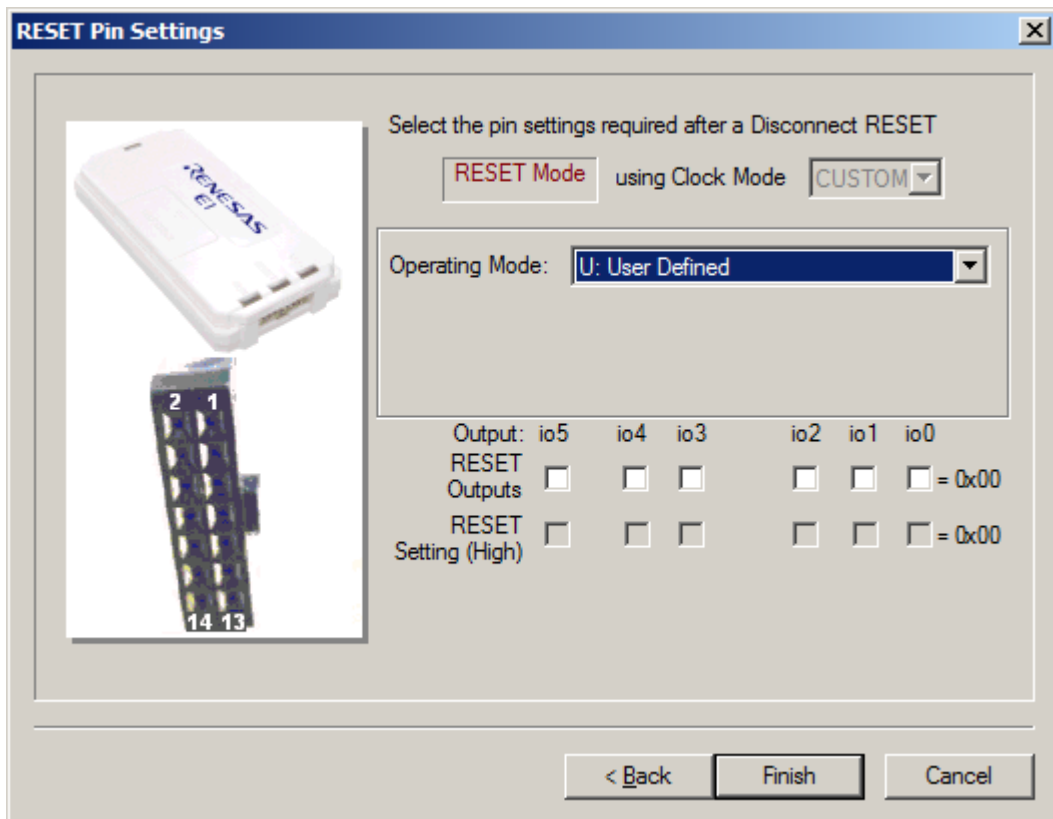 RESET Pin Settings
Select the pin settings required after a Disconnect RESET
RESET Mode using Clock Mode CUSTOM
RENESAS
E1
Operating Mode: U: User Defined
2 1
14 13
Output: io5 io4 io3 io2 io1 io0
RESET
Outputs = 0x00
RESET
Setting (High) = 0x00
< Back Finish Cancel